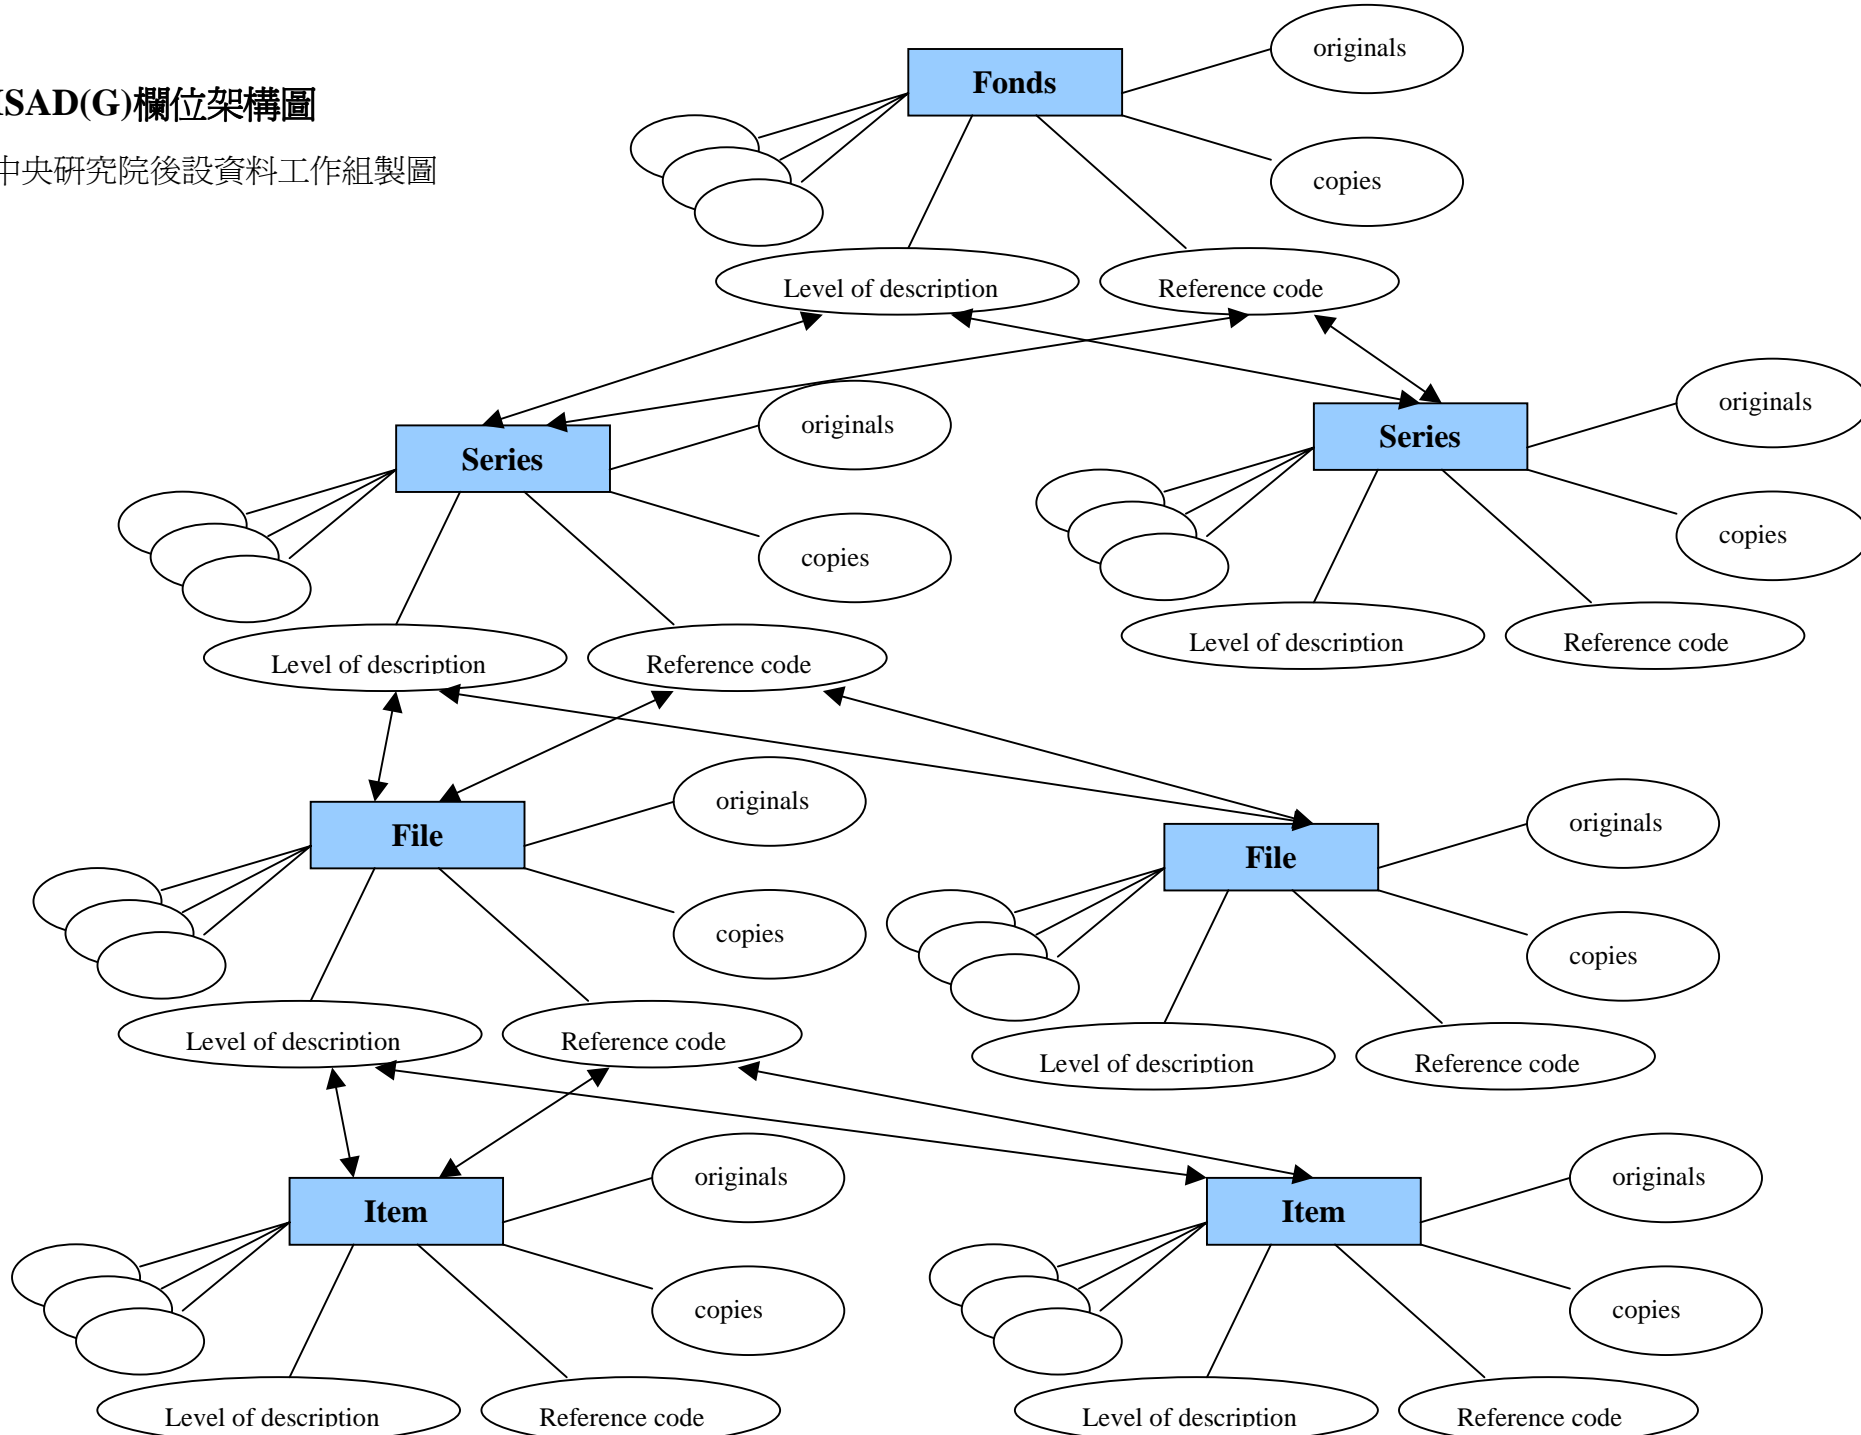 ISAD(G)欄位架構圖
中央研究院後設資料工作組製圖
Fonds
originals
copies
Level of description
Reference code
Series
originals
copies
Level of description
Reference code
Series
originals
copies
Level of description
Reference code
File
originals
copies
Level of description
Reference code
File
originals
copies
Level of description
Reference code
Item
originals
copies
Level of description
Reference code
Item
originals
copies
Level of description
Reference code